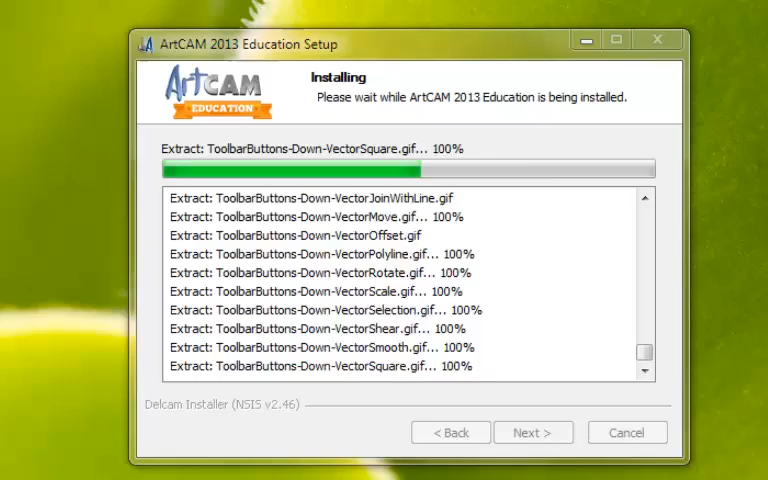 ArtCAM 2013 Education Setup
ArtCAM
EDUCATION
Installing
Please wait while ArtCAM 2013 Education is being installed.
Extract: ToolbarButtons-Down-VectorSquare.gif... 100%
Extract: ToolbarButtons-Down-VectorJoinWithLine.gif
Extract: ToolbarButtons-Down-VectorMove.gif... 100%
Extract: ToolbarButtons-Down-VectorOffset.gif
Extract: ToolbarButtons-Down-VectorPolyline.gif... 100%
Extract: ToolbarButtons-Down-VectorRotate.gif... 100%
Extract: ToolbarButtons-Down-VectorScale.gif... 100%
Extract: ToolbarButtons-Down-VectorSelection.gif... 100%
Extract: ToolbarButtons-Down-VectorShear.gif... 100%
Extract: ToolbarButtons-Down-VectorSmooth.gif... 100%
Extract: ToolbarButtons-Down-VectorSquare.gif... 100%
Delcam Installer (NSIS v2.46)
< Back
Next >
Cancel